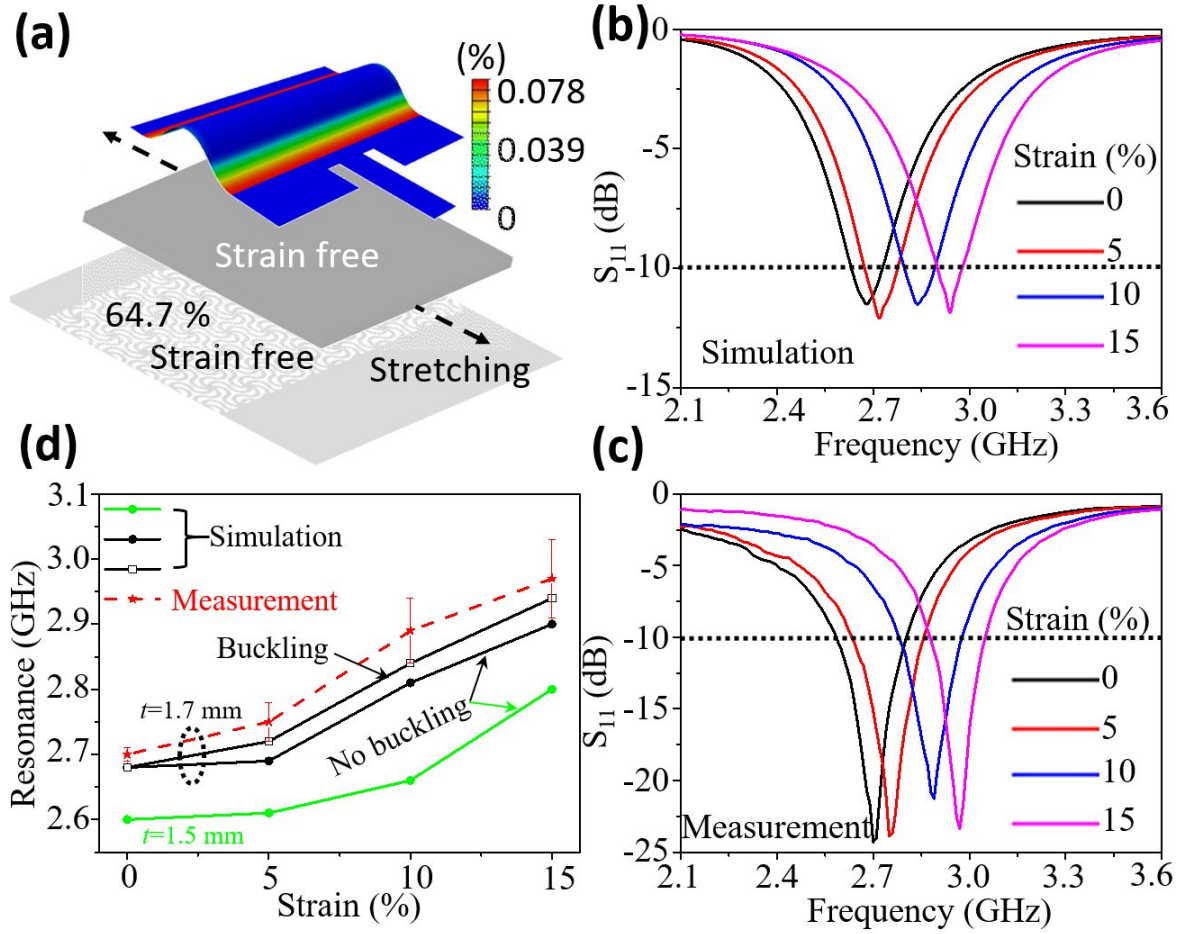 (a)
(%)
0.078
0.039
0
Strain free
64.7 %
Strain free
Stretching
(b)
0
-5
-10
-15
S11 (dB)
Strain (%)
0
5
10
15
Simulation
2.1 2.4 2.7 3.0 3.3 3.6
Frequency (GHz)
(d)
3.1
3.0
2.9
2.8
2.7
2.6
Resonance (GHz)
Simulation
Measurement
Buckling
t=1.7 mm
No buckling
t=1.5 mm
0 5 10 15
Strain (%)
(c)
0
-5
-10
-15
-20
-25
S11 (dB)
Strain (%)
0
5
10
15
Measurement
2.1 2.4 2.7 3.0 3.3 3.6
Frequency (GHz)